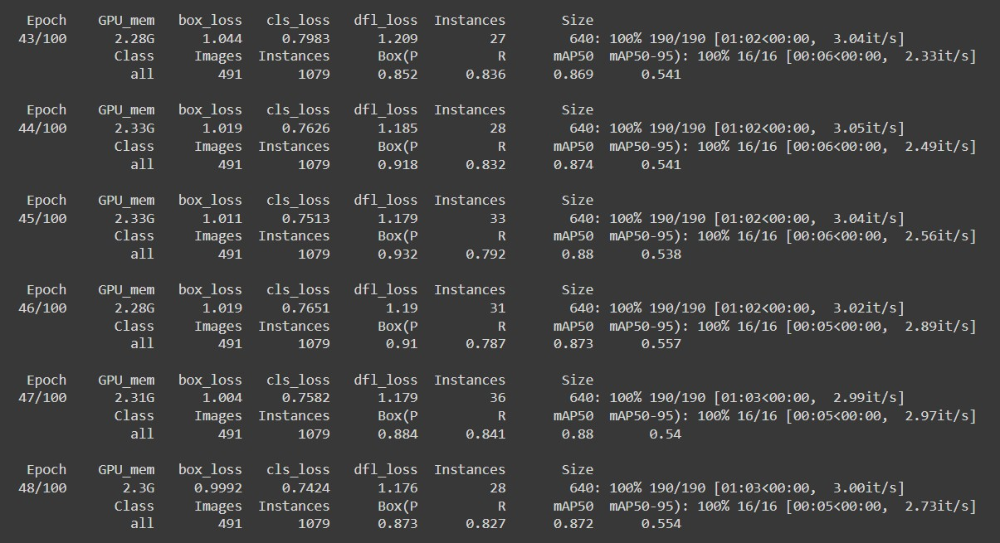 Epoch GPU_mem box_loss cls_loss dfl_loss Instances Size
43/100 2.28G 1.044 0.7983 1.209 27 640: 100% 190/190 [01:02<00:00, 3.04it/s]
Class Images Instances Box(P R mAP50 mAP50-95): 100% 16/16 [00:06<00:00, 2.33it/s]
all 491 1079 0.852 0.836 0.869 0.541
Epoch GPU_mem box_loss cls_loss dfl_loss Instances Size
44/100 2.33G 1.019 0.7626 1.185 28 640: 100% 190/190 [01:02<00:00, 3.05it/s]
Class Images Instances Box(P R mAP50 mAP50-95): 100% 16/16 [00:06<00:00, 2.49it/s]
all 491 1079 0.918 0.832 0.874 0.541
Epoch GPU_mem box_loss cls_loss dfl_loss Instances Size
45/100 2.33G 1.011 0.7513 1.179 33 640: 100% 190/190 [01:02<00:00, 3.04it/s]
Class Images Instances Box(P R mAP50 mAP50-95): 100% 16/16 [00:06<00:00, 2.56it/s]
all 491 1079 0.932 0.792 0.88 0.538
Epoch GPU_mem box_loss cls_loss dfl_loss Instances Size
46/100 2.28G 1.019 0.7651 1.19 31 640: 100% 190/190 [01:02<00:00, 3.02it/s]
Class Images Instances Box(P R mAP50 mAP50-95): 100% 16/16 [00:05<00:00, 2.89it/s]
all 491 1079 0.91 0.787 0.873 0.557
Epoch GPU_mem box_loss cls_loss dfl_loss Instances Size
47/100 2.31G 1.004 0.7582 1.179 36 640: 100% 190/190 [01:03<00:00, 2.99it/s]
Class Images Instances Box(P R mAP50 mAP50-95): 100% 16/16 [00:05<00:00, 2.97it/s]
all 491 1079 0.884 0.841 0.88 0.54
Epoch GPU_mem box_loss cls_loss dfl_loss Instances Size
48/100 2.3G 0.9992 0.7424 1.176 28 640: 100% 190/190 [01:03<00:00, 3.00it/s]
Class Images Instances Box(P R mAP50 mAP50-95): 100% 16/16 [00:05<00:00, 2.73it/s]
all 491 1079 0.873 0.827 0.872 0.554